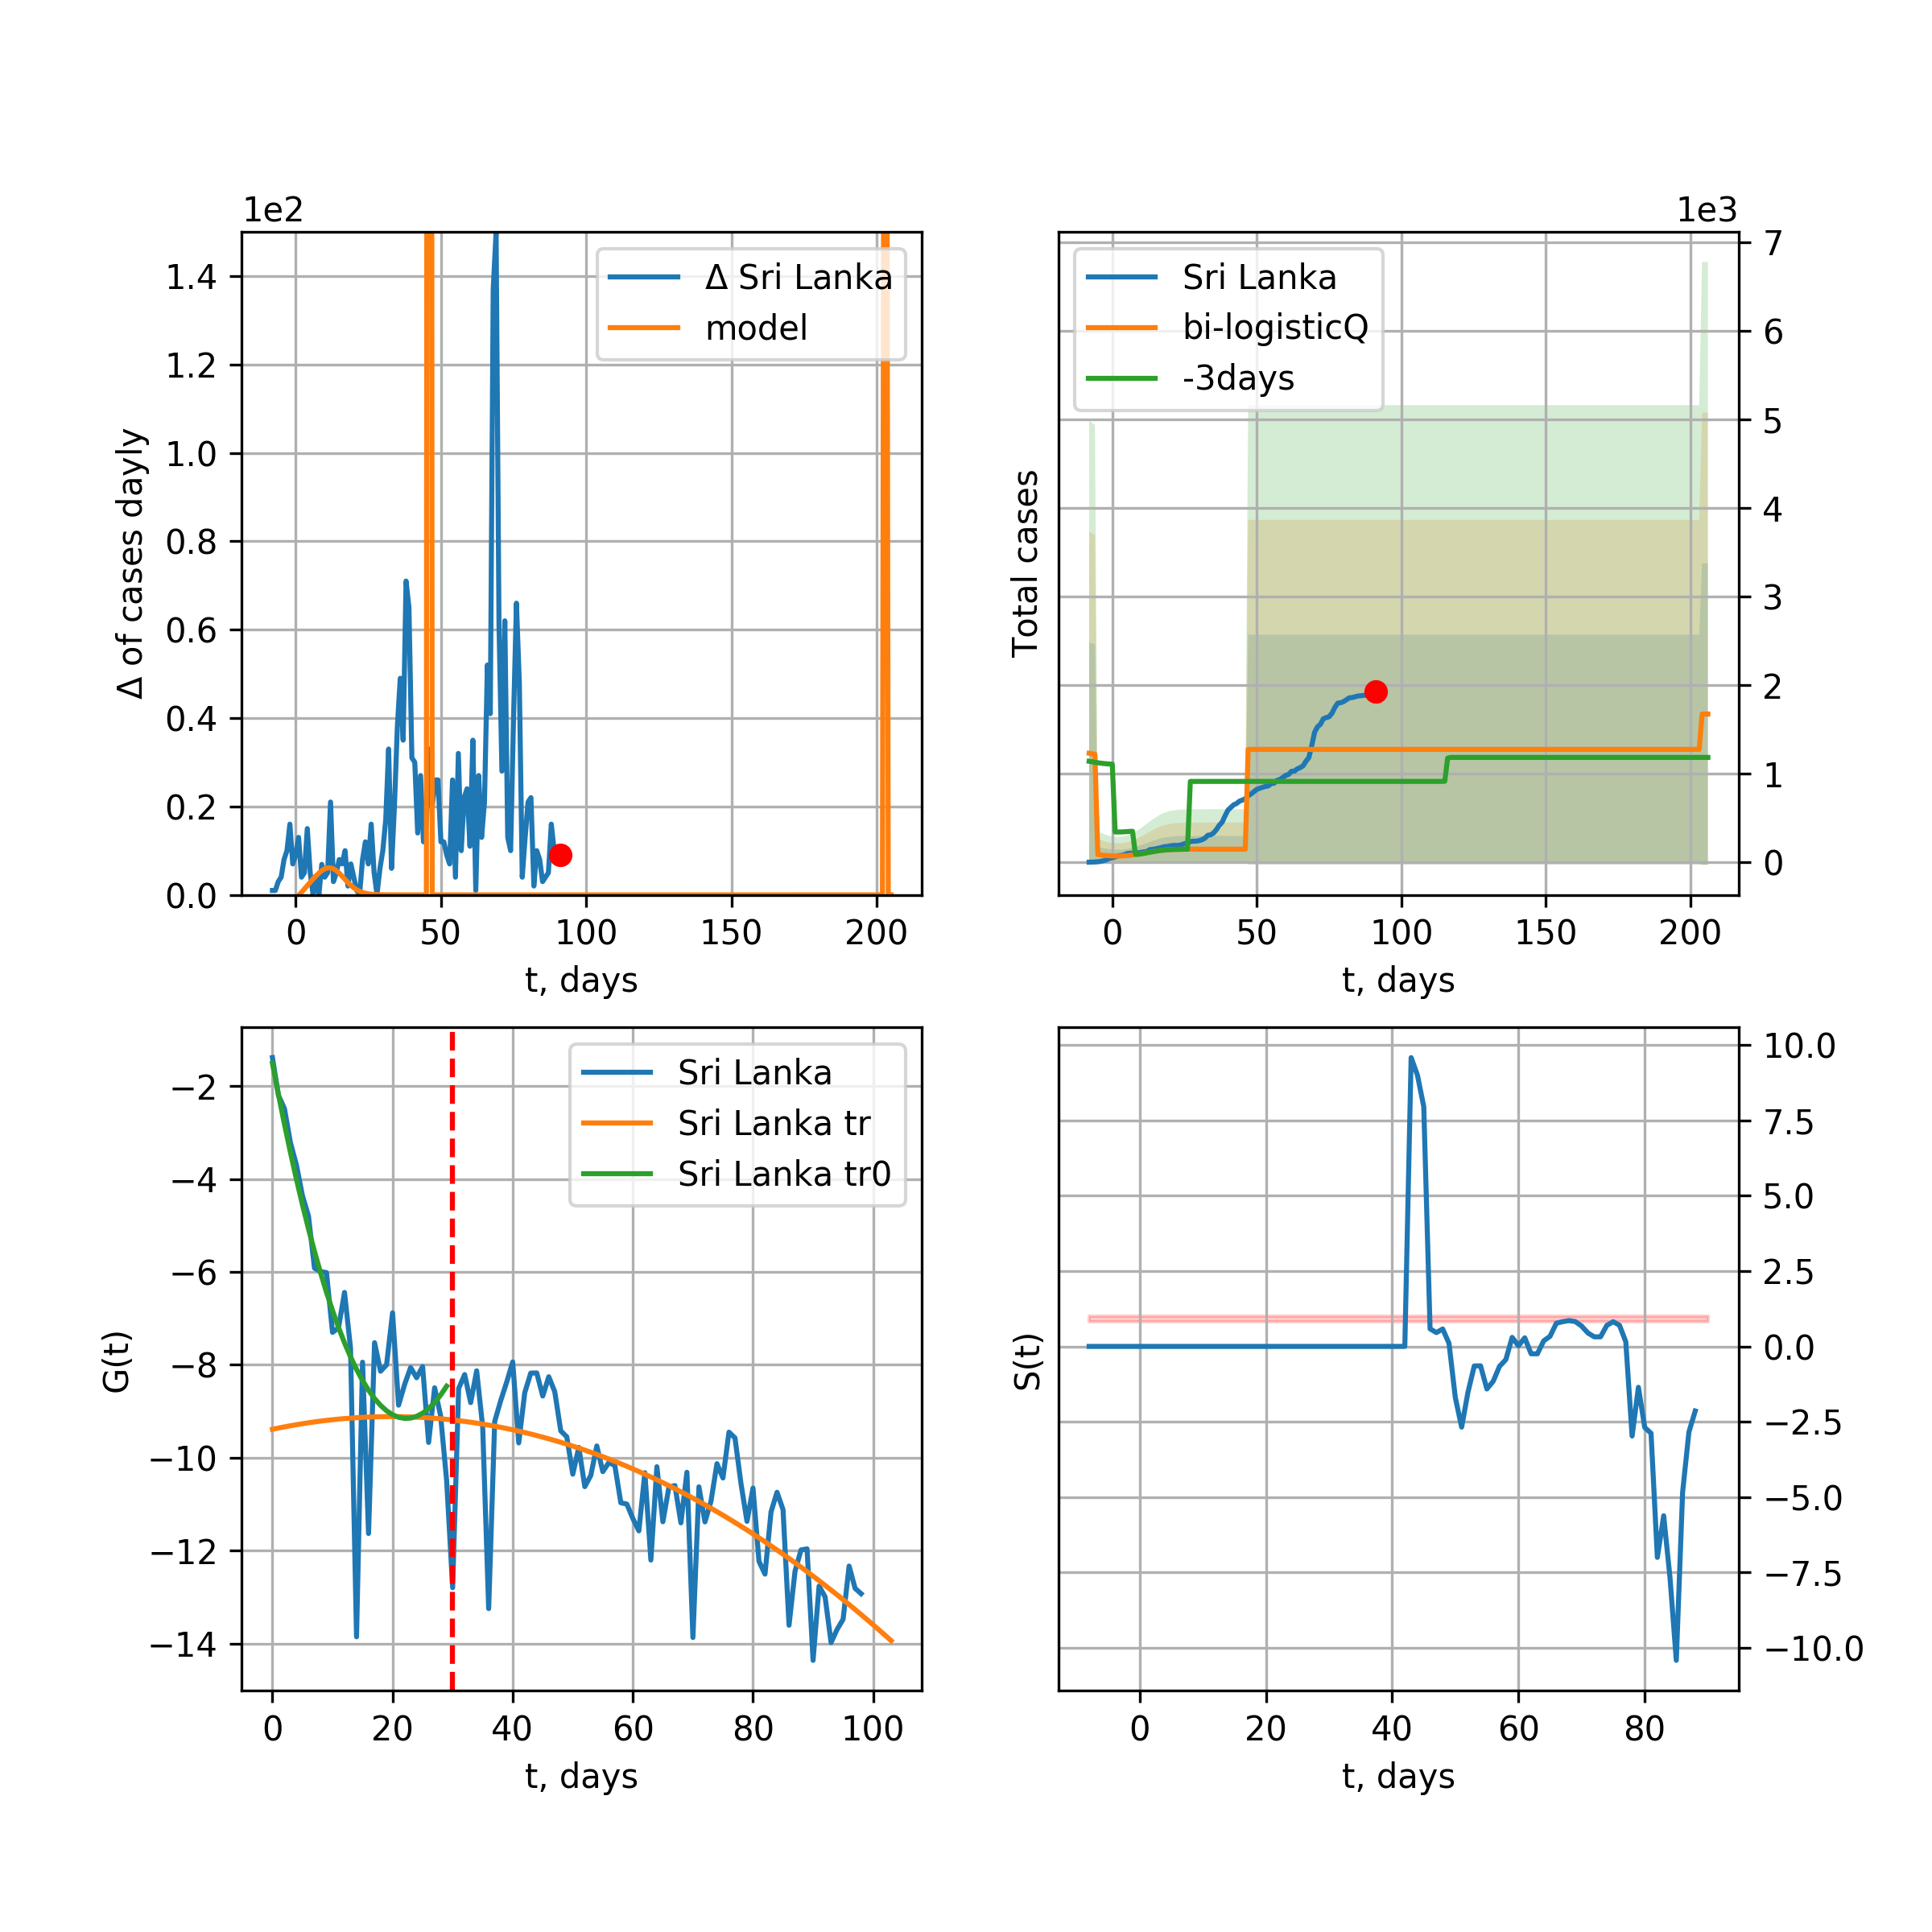 1e2
Δ of cases dayly
1.4
1.2
1.0
0.8
0.6
0.4
0.2
0.0
0 50 100 150 200
t, days
Δ Sri Lanka
model
1e3
Total cases
7
6
5
4
3
2
1
0
0 50 100 150 200
t, days
Sri Lanka
bi-logisticQ
-3days
G(t)
−2
−4
−6
−8
−10
−12
−14
0 20 40 60 80 100
t, days
Sri Lanka
Sri Lanka tr
Sri Lanka tr0
S(t)
10.0
7.5
5.0
2.5
0.0
−2.5
−5.0
−7.5
−10.0
0 20 40 60 80
t, days